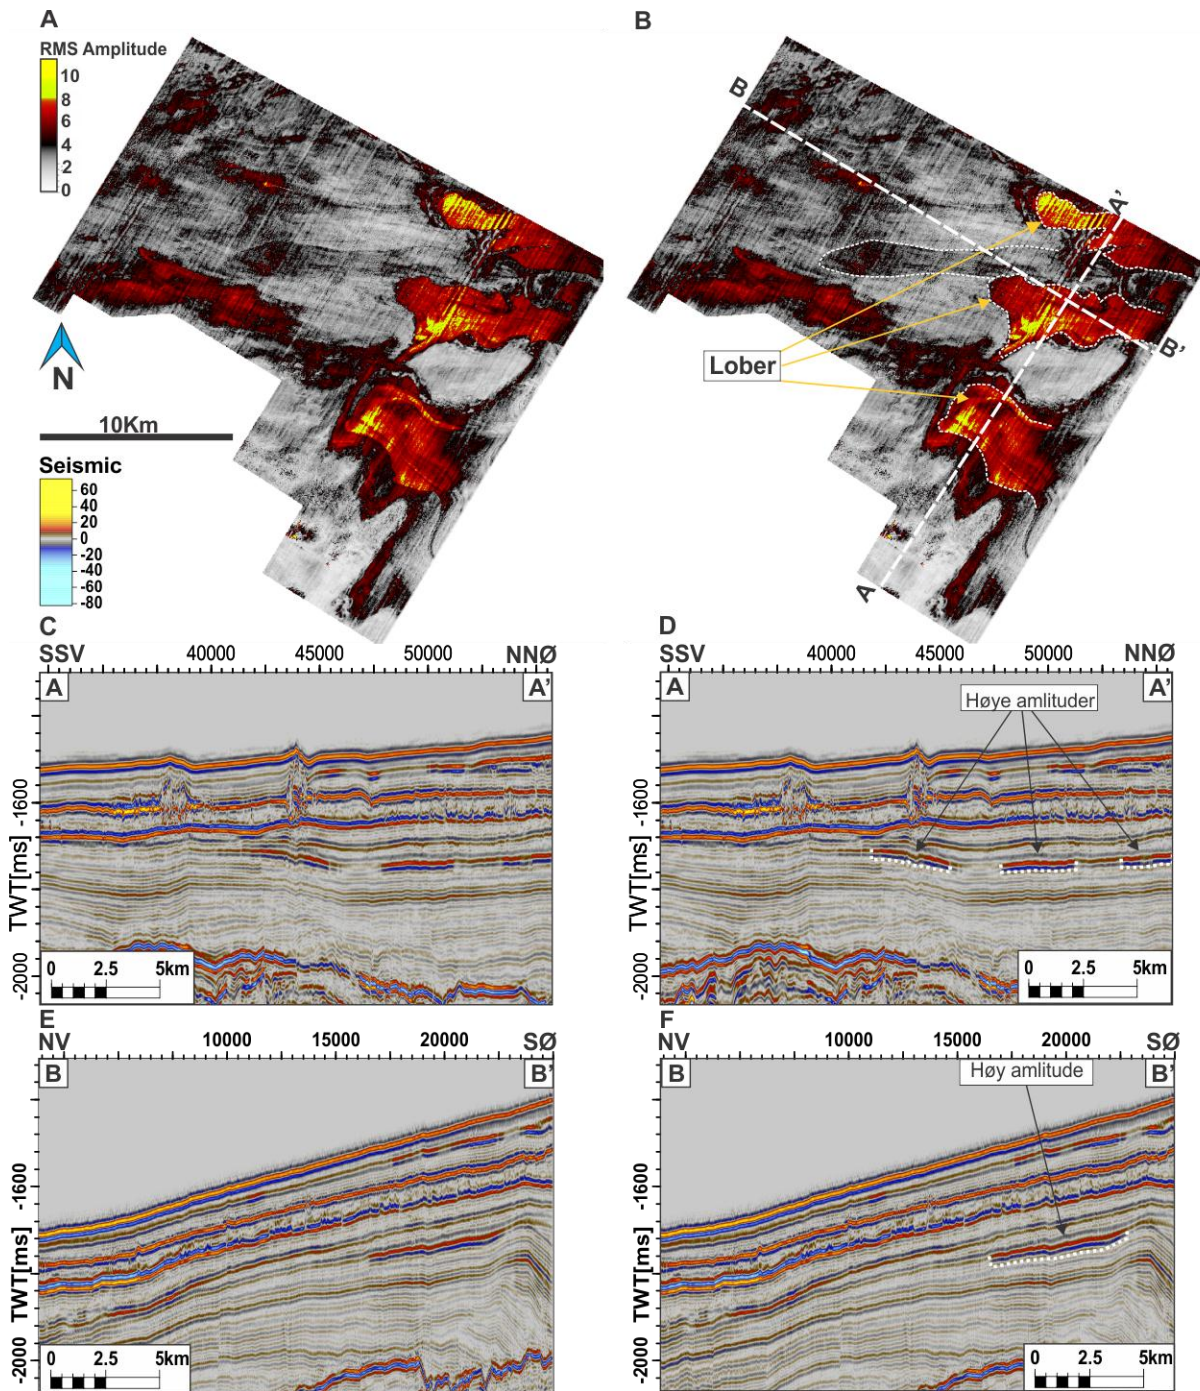 A
RMS Amplitude
10
8
6
4
2
0
N
10Km
Seismic
60
40
20
0
-20
-40
-60
-80
B
B
A'
Lober
B'
A
C
SSV 40000 45000 50000 NNØ
A A'
-1600
TWT[ms]
-2000
0 2.5 5km
D
SSV 40000 45000 50000 NNØ
A A'
Høye amlituder
-1600
TWT[ms]
-2000
0 2.5 5km
E
NV 10000 15000 20000 SØ
B B'
-1600
TWT[ms]
-2000
0 2.5 5km
F
NV 10000 15000 20000 SØ
B B'
Høy amlitude
-1600
TWT[ms]
-2000
0 2.5 5km